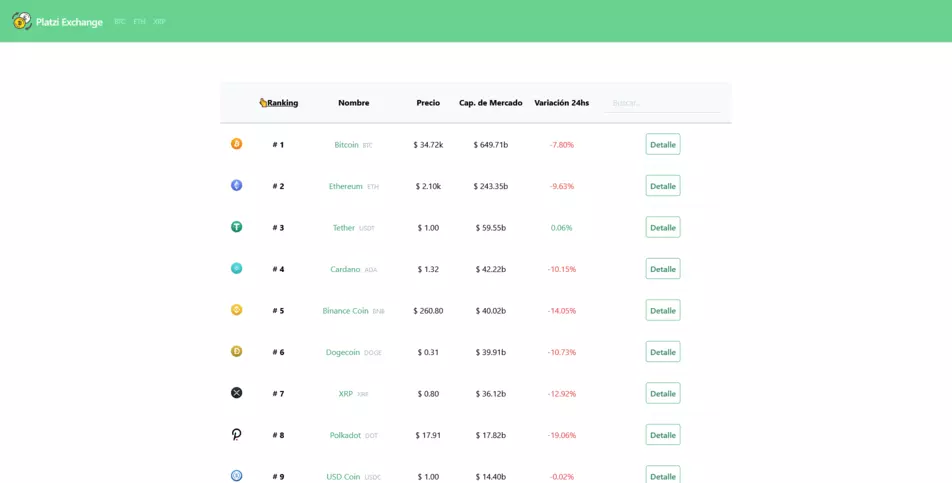 Platzi Exchange BTC ETH XRP
Ranking Nombre Precio Cap. de Mercado Variación 24hs Buscar...
# 1 Bitcoin BTC $ 34.72k $ 649.71b -7.80% Detalle
# 2 Ethereum ETH $ 2.10k $ 243.35b -9.63% Detalle
# 3 Tether USDT $ 1.00 $ 59.55b 0.06% Detalle
# 4 Cardano ADA $ 1.32 $ 42.22b -10.15% Detalle
# 5 Binance Coin BNB $ 260.80 $ 40.02b -14.05% Detalle
# 6 Dogecoin DOGE $ 0.31 $ 39.91b -10.73% Detalle
# 7 XRP XRP $ 0.80 $ 36.12b -12.92% Detalle
# 8 Polkadot DOT $ 17.91 $ 17.82b -19.06% Detalle
# 9 USD Coin USDC $ 1.00 $ 14.40b -0.02% Detalle